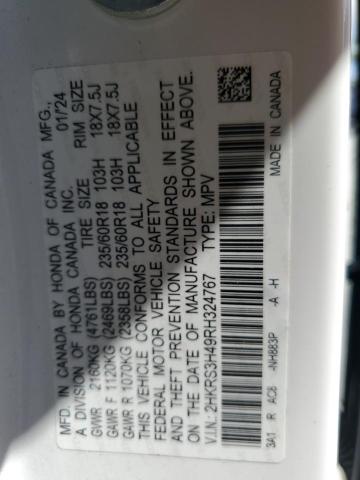 MFD. IN CANADA BY HONDA OF CANADA MFG.,
A DIVISION OF HONDA CANADA INC. 01/24
TIRE SIZE RIM SIZE
GVWR 2160KG (4761LBS)
GAWR F 1120KG (2469LBS) 235/60R18 103H 18X7.5J
GAWR R 1070KG (2358LBS) 235/60R18 103H 18X7.5J
THIS VEHICLE CONFORMS TO ALL APPLICABLE
FEDERAL MOTOR VEHICLE SAFETY
AND THEFT PREVENTION STANDARDS IN EFFECT
ON THE DATE OF MANUFACTURE SHOWN ABOVE.
V.I.N.: 2HKRS3H49RH324767 TYPE: MPV
3A1 R AC8 -NH883P -A -H MADE IN CANADA